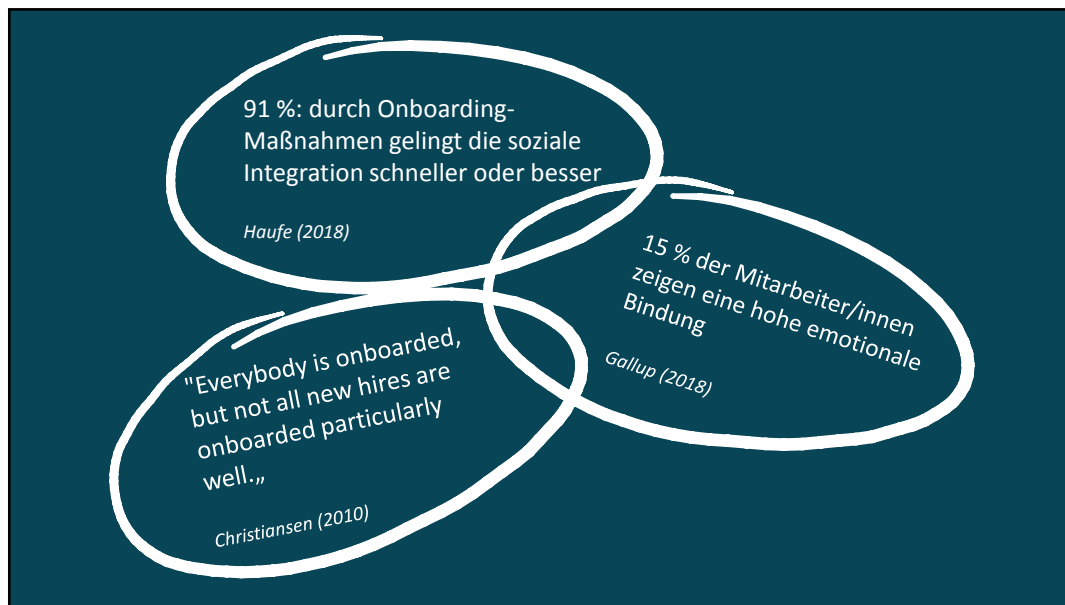 91 %: durch Onboarding-
Maßnahmen gelingt die soziale
Integration schneller oder besser
Haufe (2018)
15 % der Mitarbeiter/innen
zeigen eine hohe emotionale
Bindung
Gallup (2018)
"Everybody is onboarded,
but not all new hires are
onboarded particularly
well.„
Christiansen (2010)